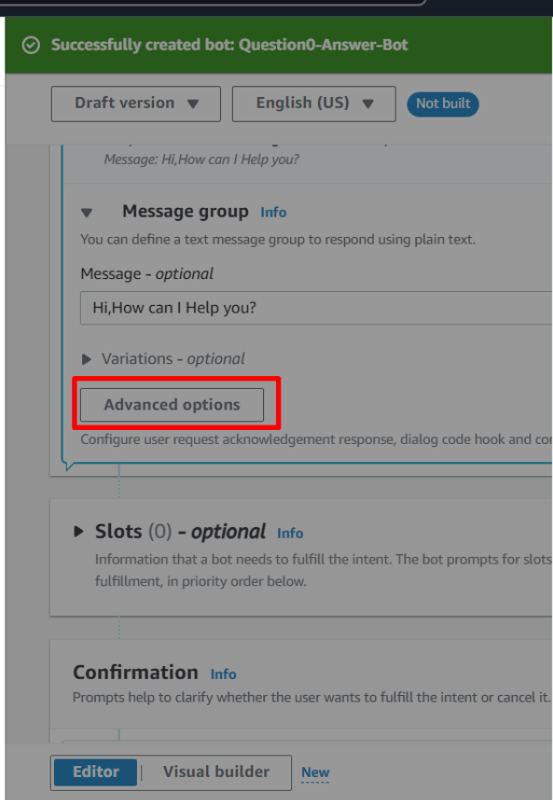 Successfully created bot: Question0-Answer-Bot
Draft version
English (US)
Not built
Message: Hi,How can I Help you?
Message group Info
You can define a text message group to respond using plain text.
Message - optional
Hi,How can I Help you?
Variations - optional
Advanced options
Configure user request acknowledgement response, dialog code hook and
Slots (0) - optional Info
Information that a bot needs to fulfill the intent. The bot prompts for slots
fulfillment, in priority order below.
Confirmation Info
Prompts help to clarify whether the user wants to fulfill the intent or cancel it.
Editor
Visual builder
New